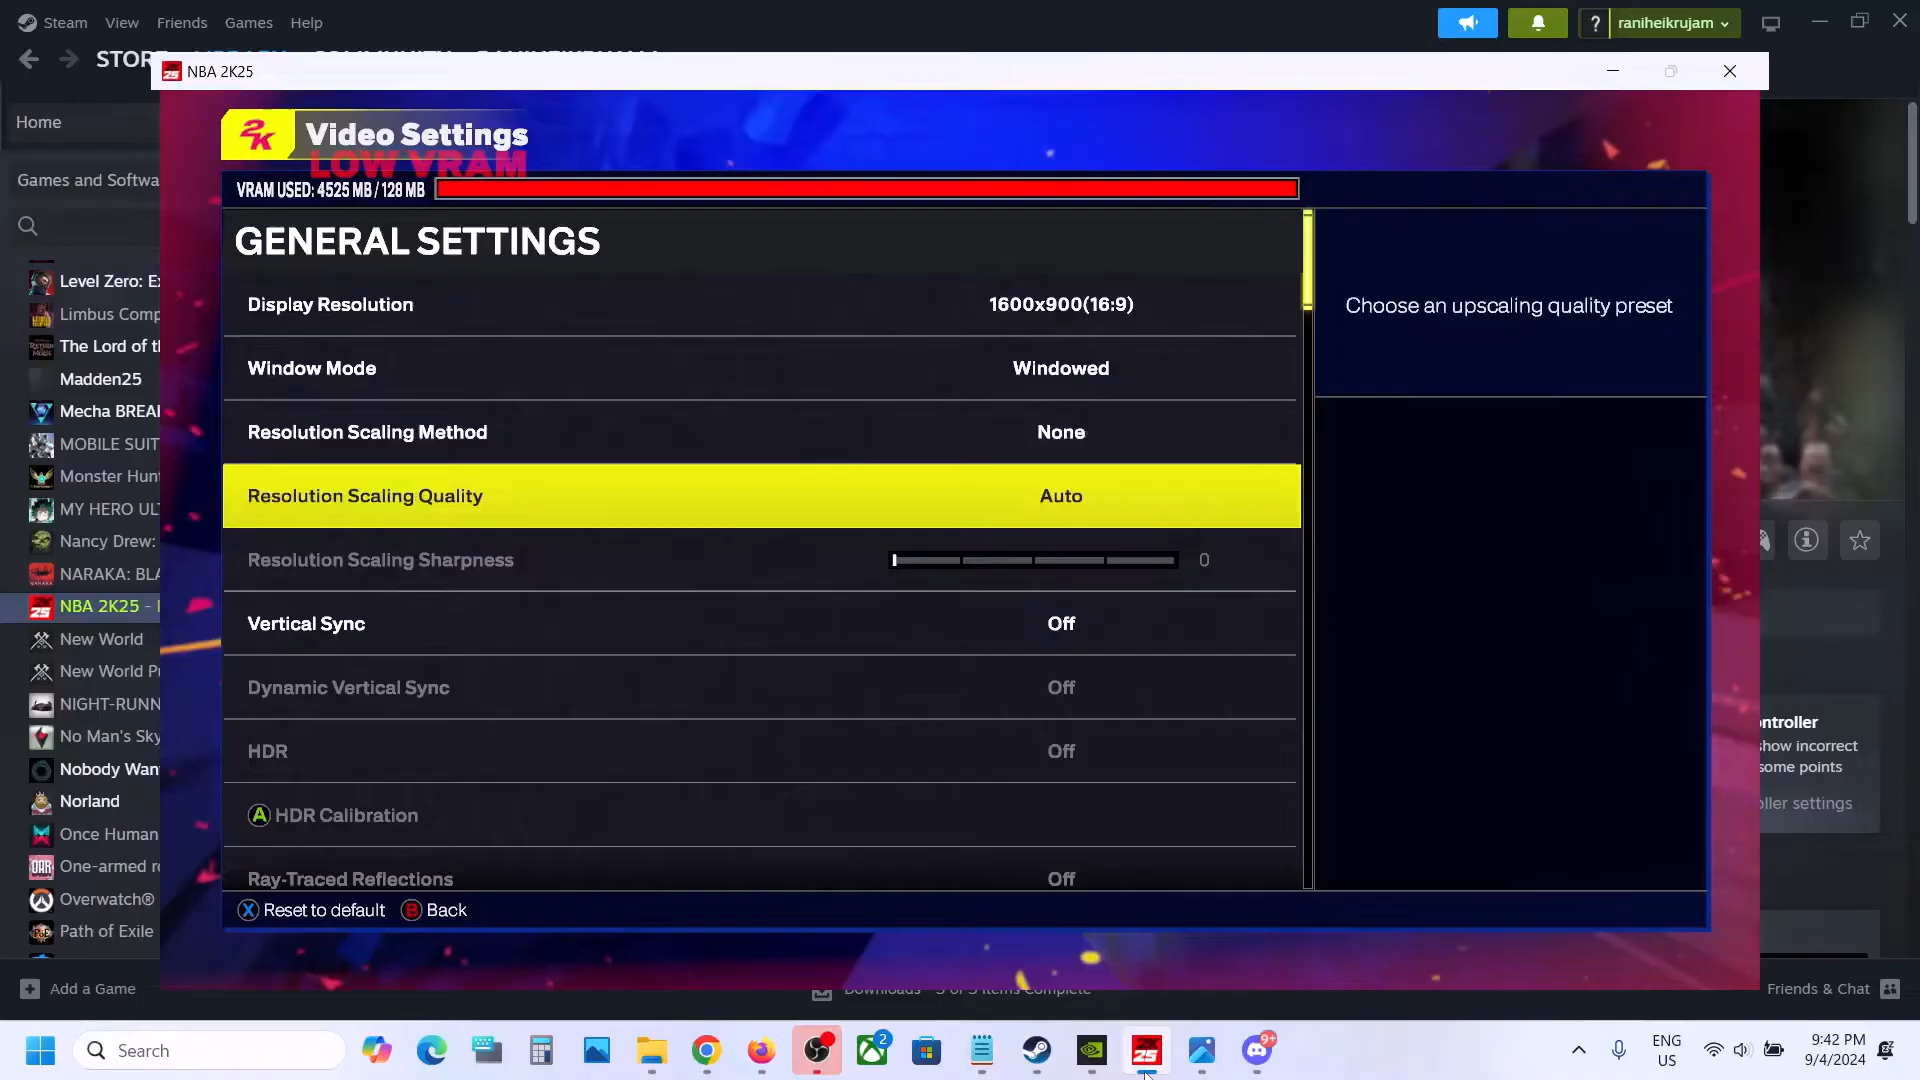 Steam View Friends Games Help
raniheikrujam
STORE
NBA 2K25
Home
Video Settings
LOW VRAM
VRAM USED: 4525 MB / 128 MB
Games and Softwa
GENERAL SETTINGS
Display Resolution 1600x900(16:9)
Choose an upscaling quality preset
Window Mode Windowed
Resolution Scaling Method None
Resolution Scaling Quality Auto
Resolution Scaling Sharpness 0
Vertical Sync Off
Dynamic Vertical Sync Off
HDR Off
A HDR Calibration
Ray-Traced Reflections Off
X Reset to default B Back
Level Zero: E
Limbus Comp
The Lord of t
Madden25
Mecha BREA
MOBILE SUIT
Monster Hun
MY HERO UL
Nancy Drew:
NARAKA: BLA
NBA 2K25 -
New World
New World P
NIGHT-RUNN
No Man's Sky
Nobody Wan
Norland
Once Human
One-armed ro
Overwatch®
Path of Exile
ontroller
show incorrect
some points
ller settings
Add a Game
Friends & Chat
Search
2
9+
ENG
US
9:42 PM
9/4/2024